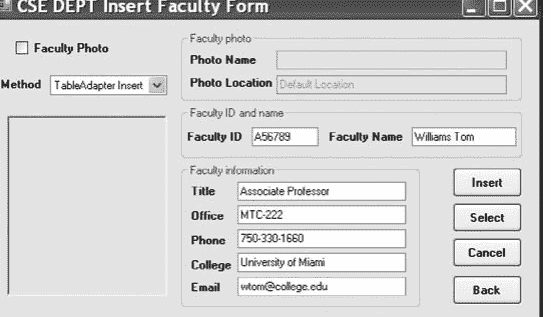 CSE DEPT Insert Faculty Form
Faculty Photo
Method TableAdapter Insert
Faculty photo
Photo Name
Photo Location Default Location
Faculty ID and name
Faculty ID A56789 Faculty Name Williams Tom
Faculty information
Title Associate Professor
Office MTC-222
Phone 750-330-1660
College University of Miami
Email wtom@college.edu
Insert
Select
Cancel
Back